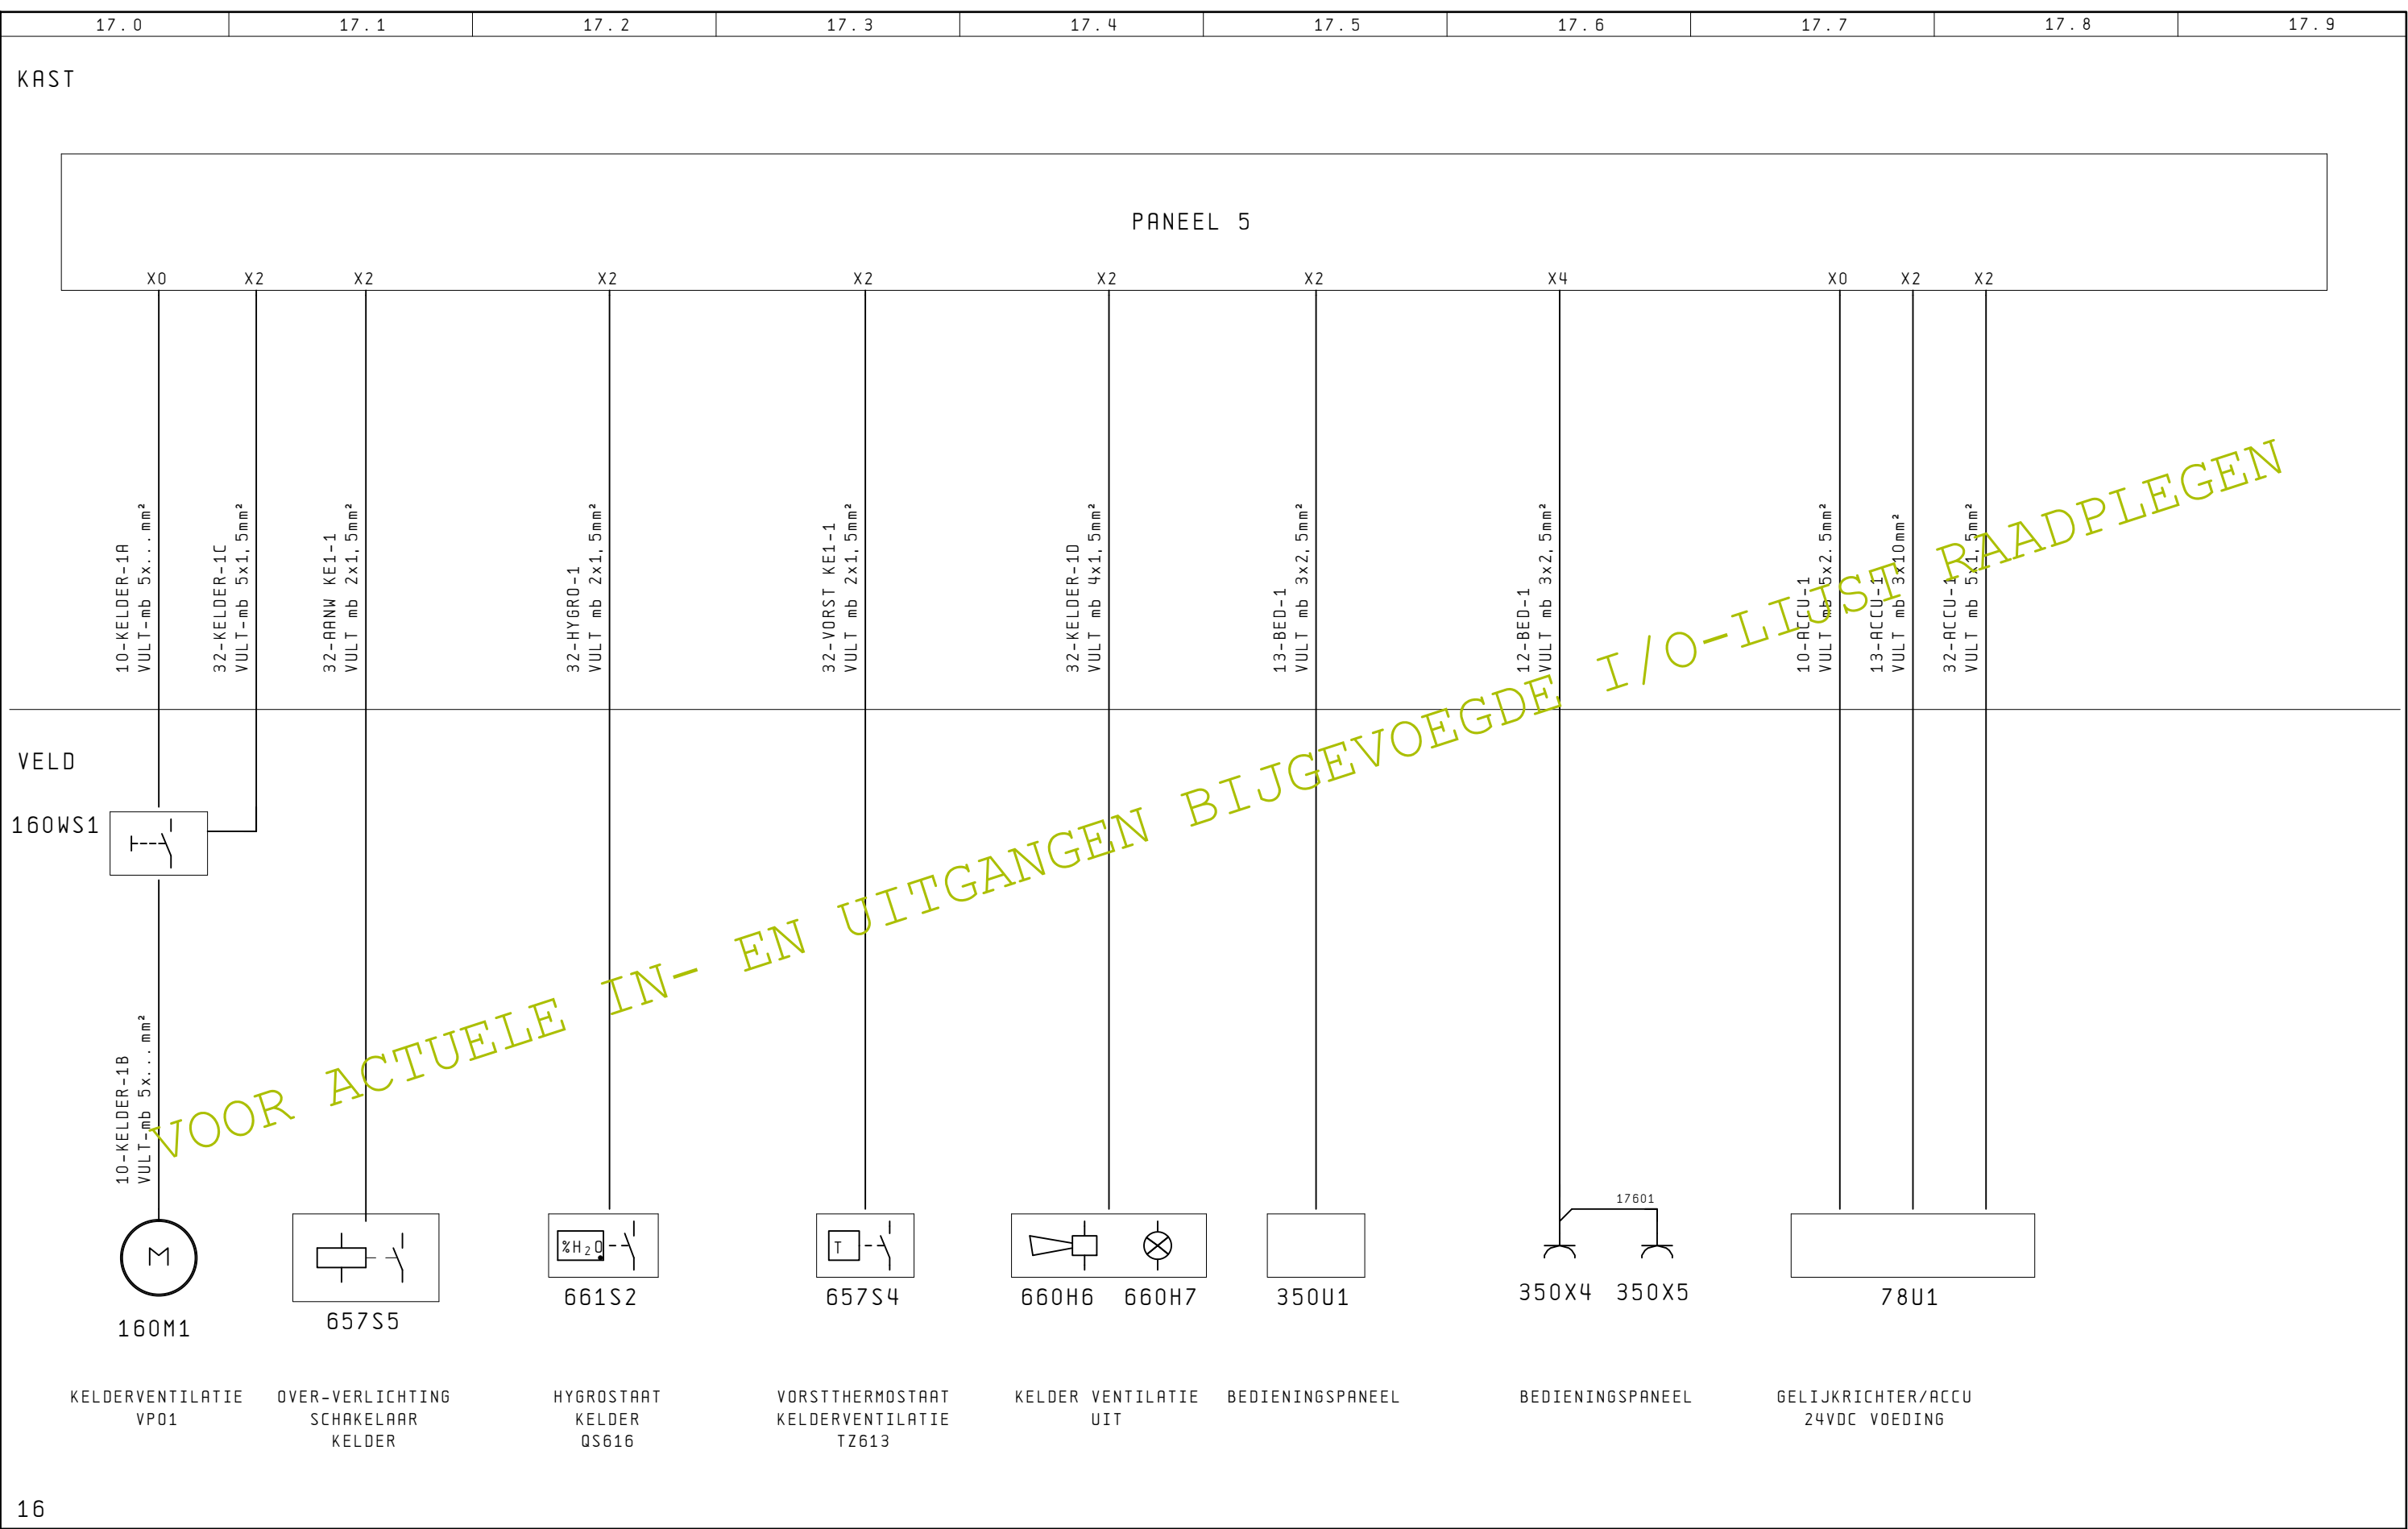 17.0 17.1 17.2 17.3 17.4 17.5 17.6 17.7 17.8 17.9
KAST
PANEEL 5
X0 X2 X2 X2 X2 X2 X2 X4 X0 X2 X2
10-KELDER-1A
VULT-mb 5x...mm²
32-KELDER-1C
VULT-mb 5x1,5mm²
32-AANW KE1-1
VULT mb 2x1,5mm²
32-HYGRO-1
VULT mb 2x1,5mm²
32-VORST KE1-1
VULT mb 2x1,5mm²
32-KELDER-1D
VULT mb 4x1,5mm²
13-BED-1
VULT mb 3x2,5mm²
12-BED-1
VULT mb 3x2,5mm²
10-ACCU-1
VULT mb 5x2.5mm²
13-ACCU-1
VULT mb 3x10mm²
32-ACCU-1
VULT mb 5x1,5mm²
VOOR ACTUELE IN- EN UITGANGEN BIJGEVOEGDE I/O-LIJST RAADPLEGEN
VELD
160WS1
10-KELDER-1B
VULT-mb 5x...mm²
17601
M
%H₂O
T
160M1
657S5
661S2
657S4
660H6 660H7
350U1
350X4 350X5
78U1
KELDERVENTILATIE
VP01
OVER-VERLICHTING
SCHAKELAAR
KELDER
HYGROSTAAT
KELDER
QS616
VORSTTHERMOSTAAT
KELDERVENTILATIE
TZ613
KELDER VENTILATIE
UIT
BEDIENINGSPANEEL
BEDIENINGSPANEEL
GELIJKRICHTER/ACCU
24VDC VOEDING
16